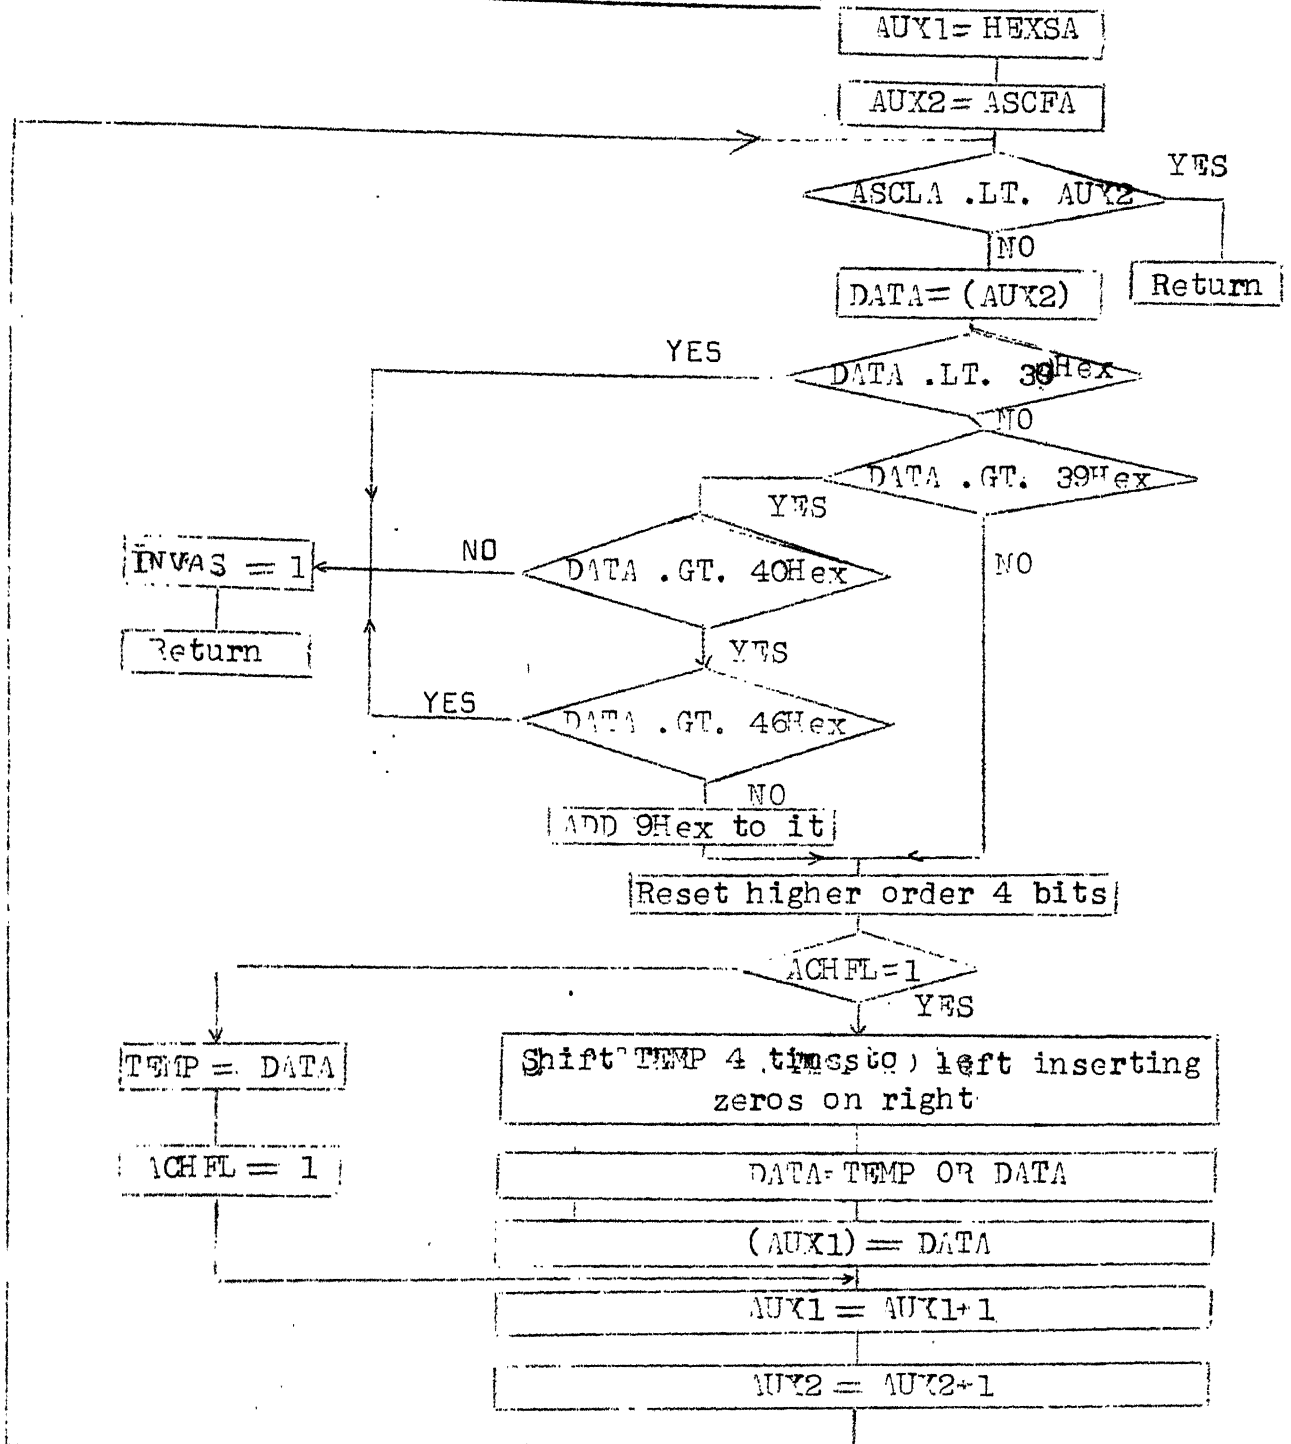 AUX1= HEXSA
AUX2= ASCFA
YES
ASCLA .LT. AUX2
NO
Return
DATA= (AUX2)
YES
DATA .LT. 30Hex
NO
DATA .GT. 39Hex
YES
NO
INVAS = 1
NO
DATA .GT. 40Hex
Return
YES
YES
DATA .GT. 46Hex
NO
ADD 9Hex to it
Reset higher order 4 bits
ACHFL=1
YES
TEMP = DATA
Shift TEMP 4 times to left inserting
zeros on right
ACHFL = 1
DATA=TEMP OR DATA
(AUX1) = DATA
AUX1 = AUX1+1
AUX2 = AUX2+1